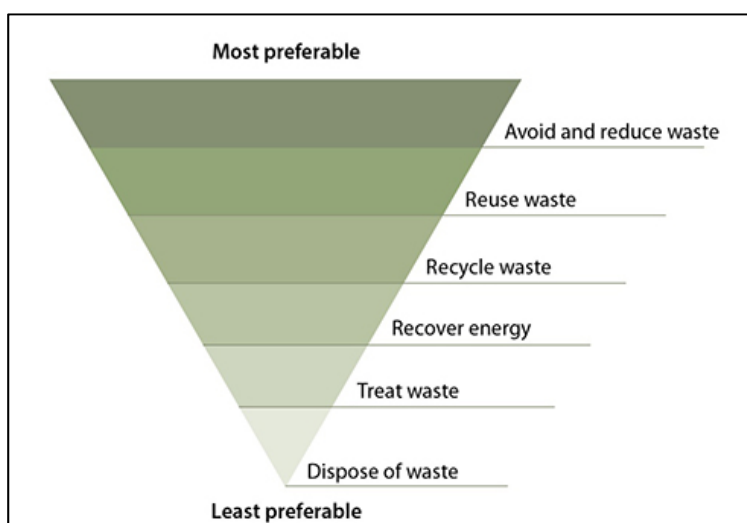 Most preferable
Avoid and reduce waste
Reuse waste
Recycle waste
Recover energy
Treat waste
Dispose of waste
Least preferable